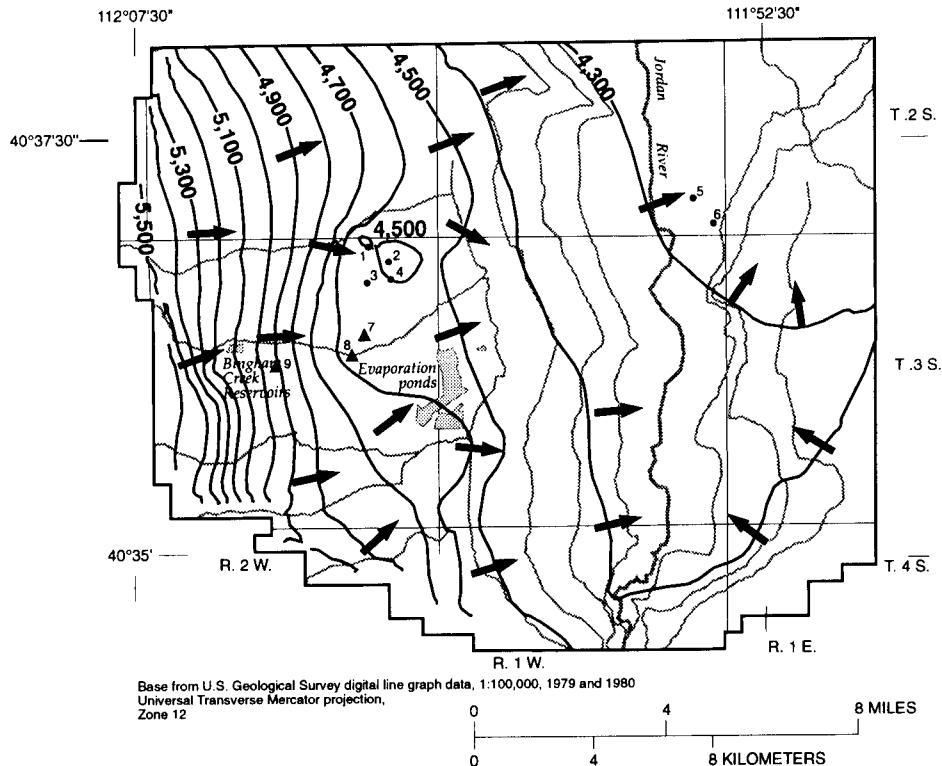 112°07'30"
111°52'30"
4,500
4,700
4,900
5,100
5,300
5,500
4,300
Jordan
River
T .2 S.
40°37'30"
5
6
4,500
1
2
3
4
7
8
9
Bingham
Creek
Reservoirs
Evaporation
ponds
T .3 S.
40°35'
R. 2 W.
T. 4 S.
R. 1 E.
R. 1 W.
Base from U.S. Geological Survey digital line graph data, 1:100,000, 1979 and 1980
Universal Transverse Mercator projection,
Zone 12
0 4 8 MILES
0 4 8 KILOMETERS